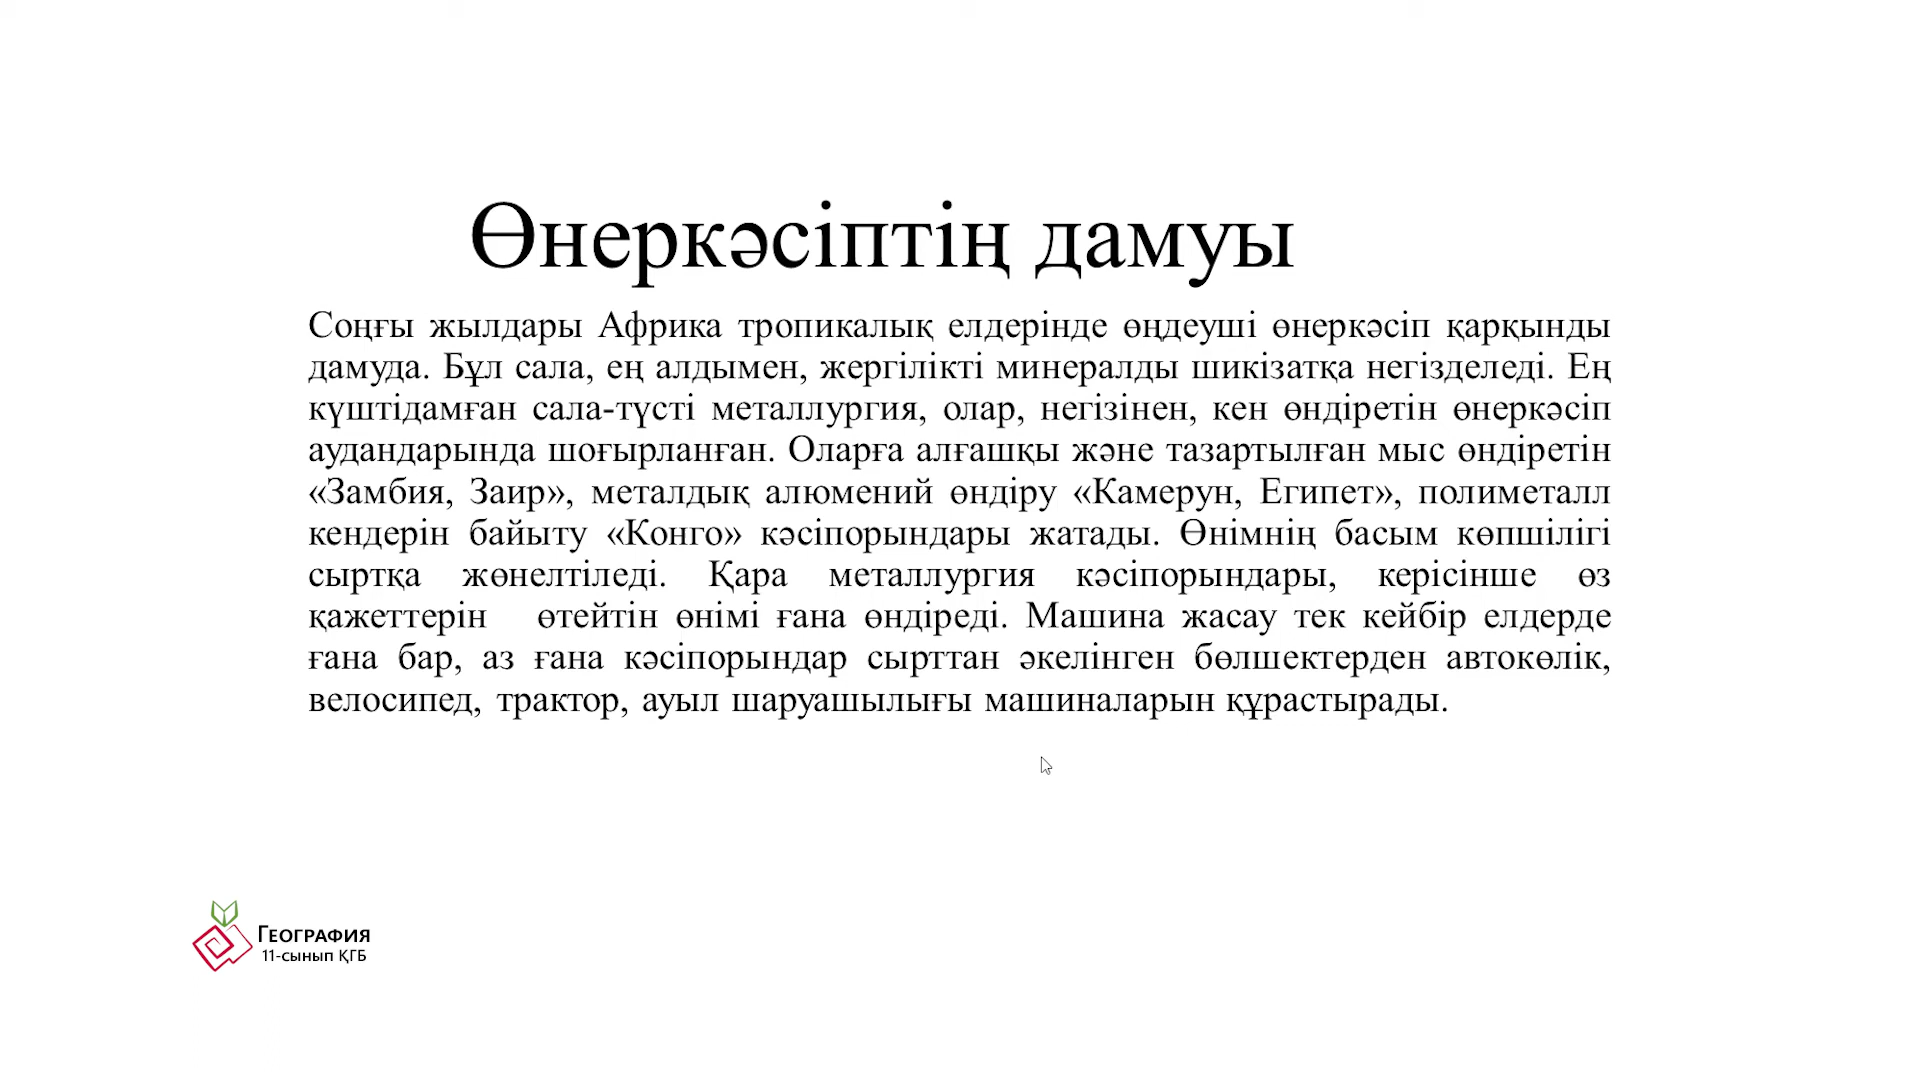 Өнеркәсіптің дамуы
Соңғы жылдары Африка тропикалық елдерінде өңдеуші өнеркәсіп қарқынды
дамуда. Бұл сала, ең алдымен, жергілікті минералды шикізатқа негізделеді. Ең
күштідамған сала-түсті металлургия, олар, негізінен, кен өндіретін өнеркәсіп
аудандарында шоғырланған. Оларға алғашқы және тазартылған мыс өндіретін
«Замбия, Заир», металдық алюмений өндіру «Камерун, Египет», полиметалл
кендерін байыту «Конго» кәсіпорындары жатады. Өнімнің басым көпшілігі
сыртқа жөнелтіледі. Қара металлургия кәсіпорындары, керісінше өз
қажеттерін өтейтін өнімі ғана өндіреді. Машина жасау тек кейбір елдерде
ғана бар, аз ғана кәсіпорындар сырттан әкелінген бөлшектерден автокөлік,
велосипед, трактор, ауыл шаруашылығы машиналарын құрастырады.
География
11-сынып ҚГБ